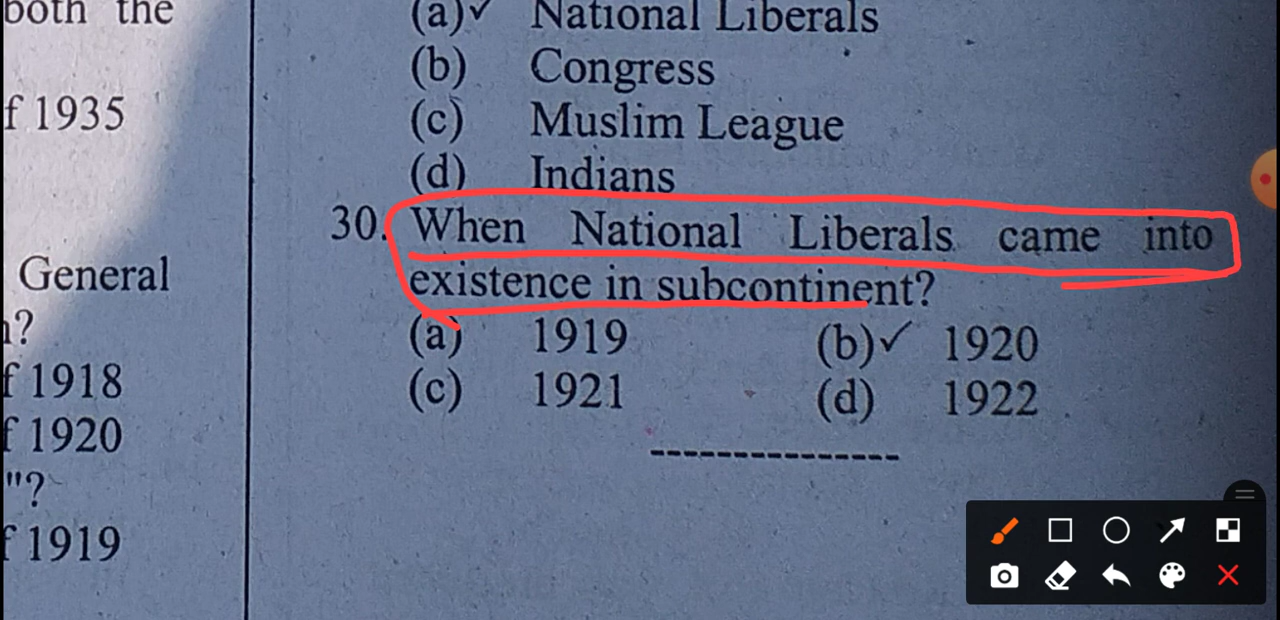 both the
f 1935
General
?
f 1918
f 1920
"?
f 1919
(a)✓ National Liberals
(b) Congress
(c) Muslim League
(d) Indians
30. When National Liberals came into
existence in subcontinent?
(a) 1919 (b)✓ 1920
(c) 1921 (d) 1922
--------------